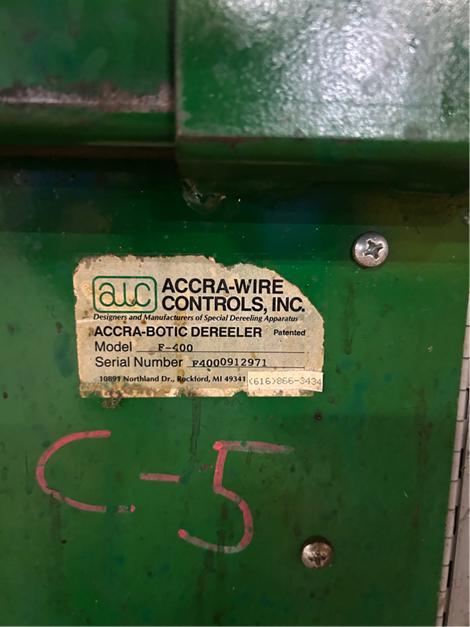 awc ACCRA-WIRE
CONTROLS, INC.
Designers and Manufacturers of Special Dereeling Apparatus
ACCRA-BOTIC DEREELER Patented
Model F-400
Serial Number F4000912971
10891 Northland Dr., Rockford, MI 49341 (616)866-3434
C-5